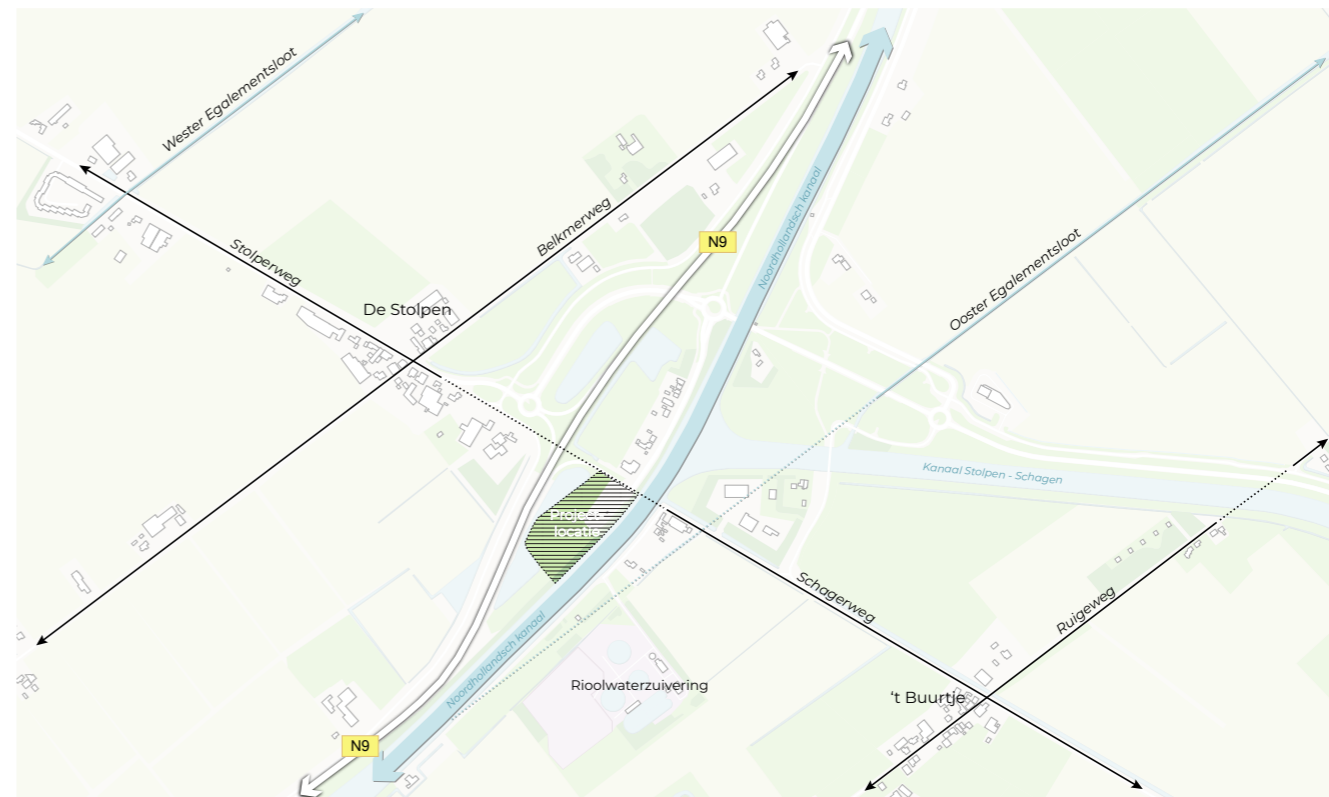 Wester Egalementsloot
Stolperweg
Belkmerweg
De Stolpen
N9
Noordhollandsch kanaal
Ooster Egalementsloot
Kanaal Stolpen - Schagen
Project-
locatie
Schagerweg
Ruigeweg
Noordhollandsch kanaal
Rioolwaterzuivering
‘t Buurtje
N9